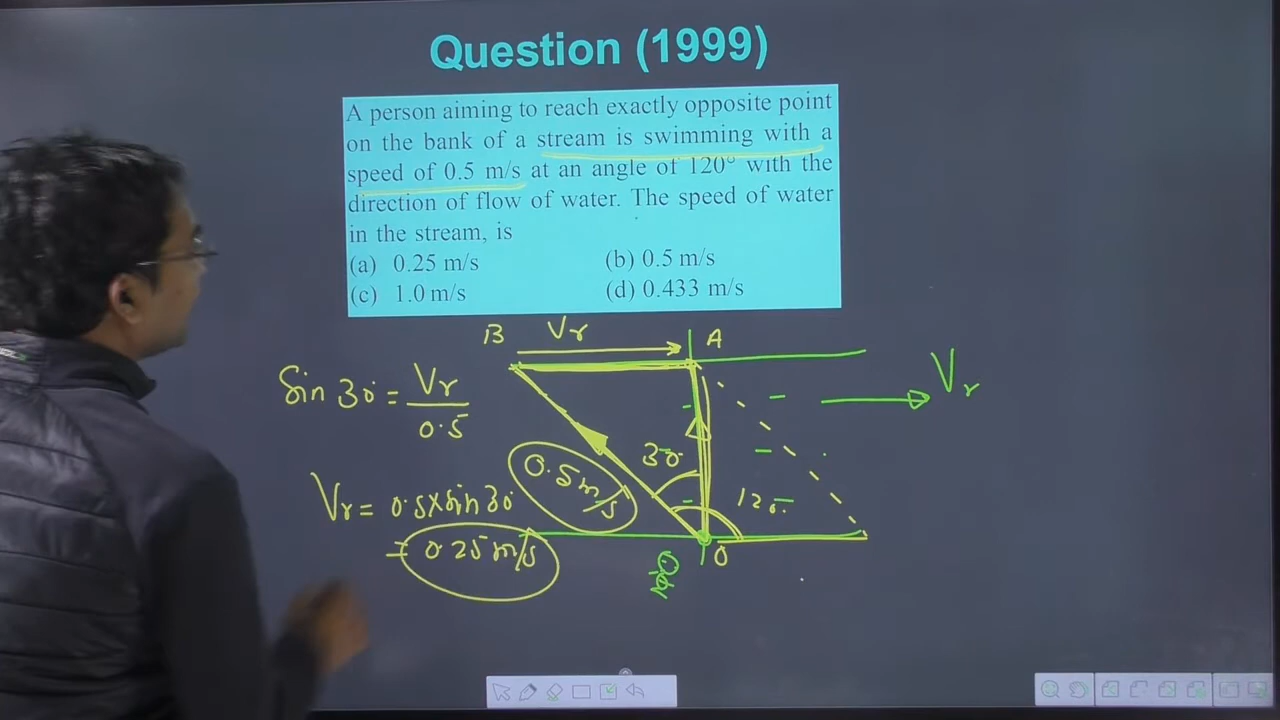 Question (1999)
A person aiming to reach exactly opposite point
on the bank of a stream is swimming with a
speed of 0.5 m/s at an angle of 120° with the
direction of flow of water. The speed of water
in the stream, is
(a) 0.25 m/s
(b) 0.5 m/s
(c) 1.0 m/s
(d) 0.433 m/s
B
Vr
A
Vr
Sin 30° = Vr / 0.5
30°
0.5 m/s
120°
Vr = 0.5 × Sin 30°
= 0.25 m/s
O